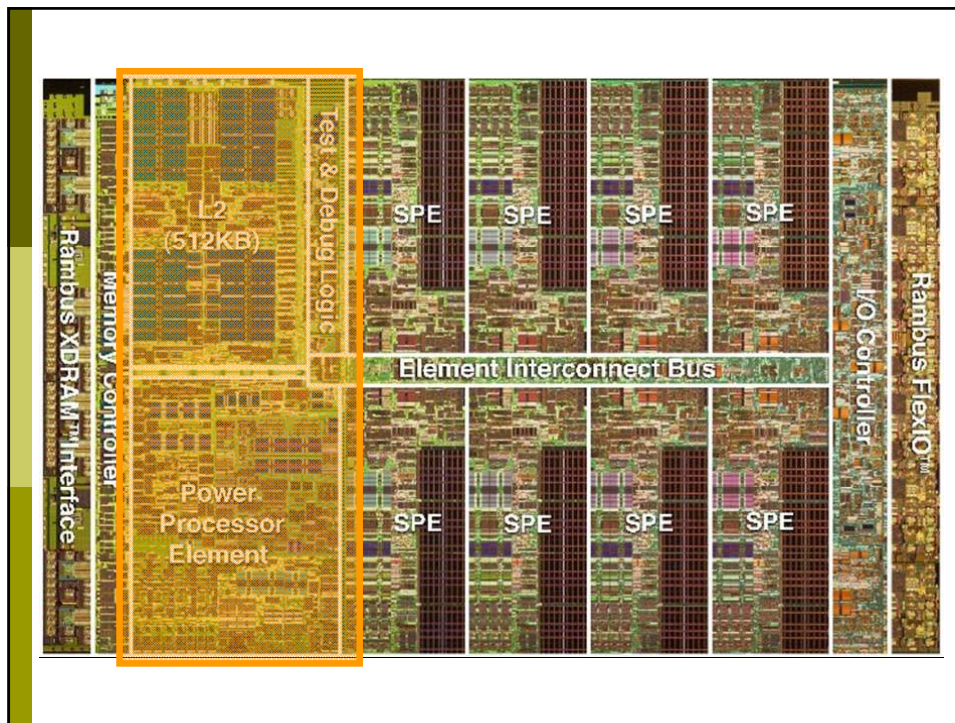 Rambus XDRAM™ Interface
Memory Controller
L2
(512KB)
Test & Debug Logic
Power
Processor
Element
SPE
SPE
SPE
SPE
Element Interconnect Bus
SPE
SPE
SPE
SPE
I/O Controller
Rambus FlexIO™